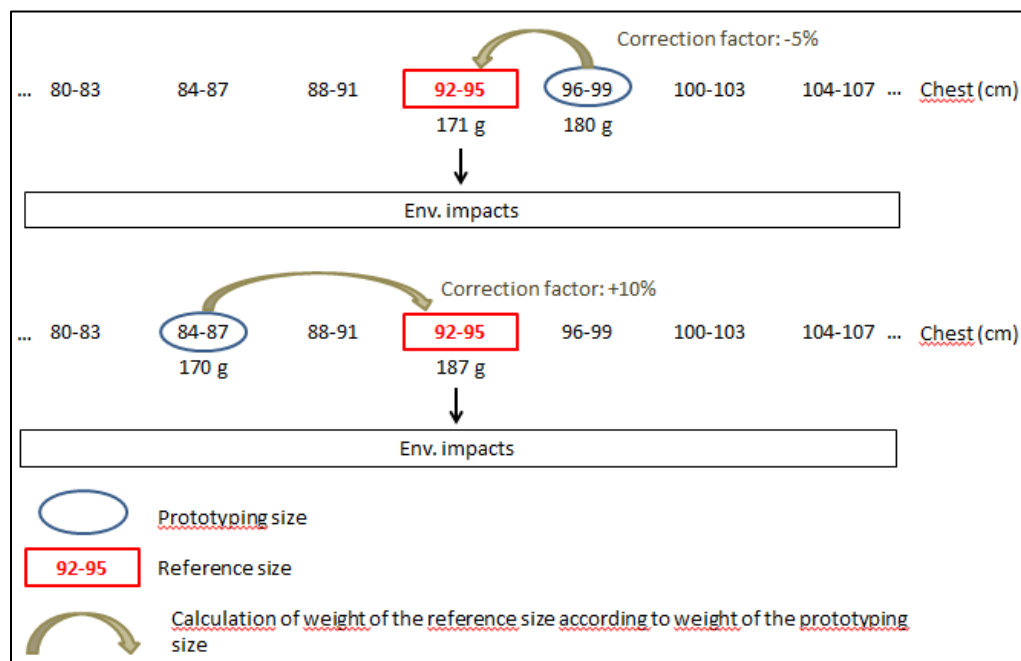 Correction factor: -5%
... 80-83 84-87 88-91 92-95 96-99 100-103 104-107 ... Chest (cm)
171 g 180 g
Env. impacts
Correction factor: +10%
... 80-83 84-87 88-91 92-95 96-99 100-103 104-107 ... Chest (cm)
170 g 187 g
Env. impacts
Prototyping size
92-95 Reference size
Calculation of weight of the reference size according to weight of the prototyping
size